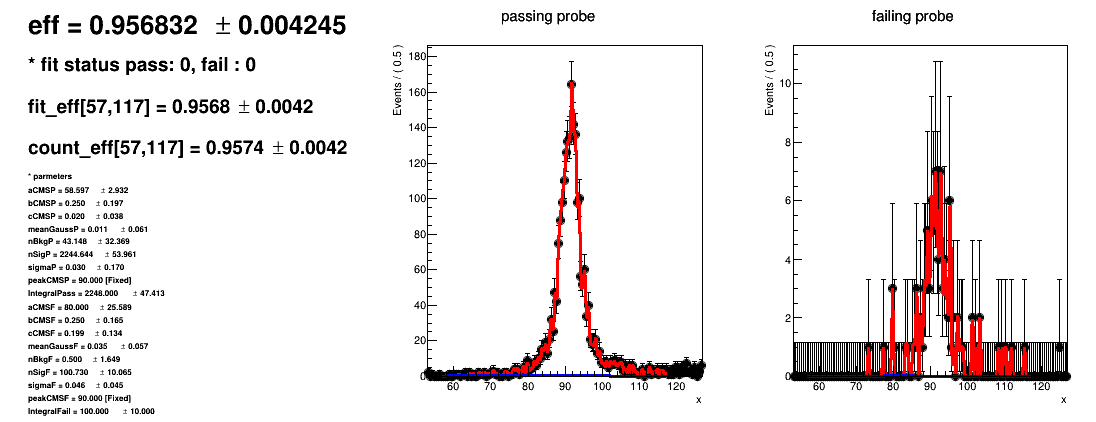 eff = 0.956832 ± 0.004245
* fit status pass: 0, fail : 0
fit_eff[57,117] = 0.9568 ± 0.0042
count_eff[57,117] = 0.9574 ± 0.0042
* parmeters
aCMSP = 58.597 ± 2.932
bCMSP = 0.250 ± 0.197
cCMSP = 0.020 ± 0.038
meanGaussP = 0.011 ± 0.061
nBkgP = 43.148 ± 32.369
nSigP = 2244.644 ± 53.961
sigmaP = 0.030 ± 0.170
peakCMSP = 90.000 [Fixed]
IntegralPass = 2248.000 ± 47.413
aCMSF = 80.000 ± 25.589
bCMSF = 0.250 ± 0.165
cCMSF = 0.199 ± 0.134
meanGaussF = 0.035 ± 0.057
nBkgF = 0.500 ± 1.649
nSigF = 100.730 ± 10.065
sigmaF = 0.046 ± 0.045
peakCMSF = 90.000 [Fixed]
IntegralFail = 100.000 ± 10.000
passing probe
Events / ( 0.5 )
180
160
140
120
100
80
60
40
20
0
60 70 80 90 100 110 120
x
failing probe
Events / ( 0.5 )
10
8
6
4
2
0
60 70 80 90 100 110 120
x